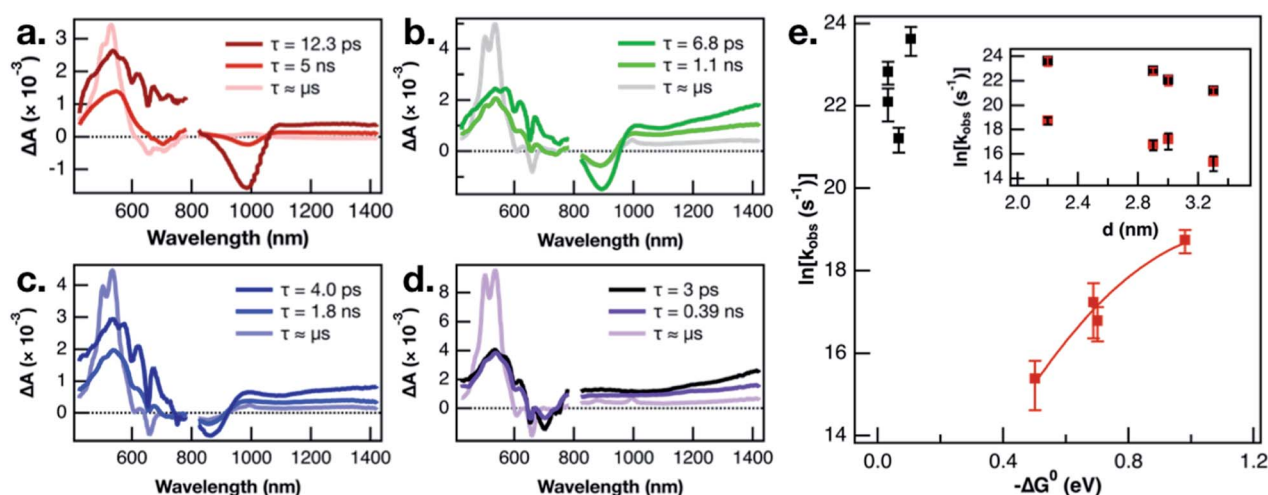 a.
ΔA (× 10⁻³)
3
2
1
0
-1
τ = 12.3 ps
τ = 5 ns
τ ≈ μs
600 800 1000 1200 1400
Wavelength (nm)
b.
ΔA (× 10⁻³)
4
2
0
τ = 6.8 ps
τ = 1.1 ns
τ ≈ μs
600 800 1000 1200 1400
Wavelength (nm)
c.
ΔA (× 10⁻³)
4
3
2
1
0
τ = 4.0 ps
τ = 1.8 ns
τ ≈ μs
600 800 1000 1200 1400
Wavelength (nm)
d.
ΔA (× 10⁻³)
8
6
4
2
0
τ = 3 ps
τ = 0.39 ns
τ ≈ μs
600 800 1000 1200 1400
Wavelength (nm)
e.
ln[k_obs (s⁻¹)]
24
22
20
18
16
14
0.0 0.4 0.8 1.2
-ΔG⁰ (eV)
ln[k_obs (s⁻¹)]
24
22
20
18
16
14
2.0 2.4 2.8 3.2
d (nm)